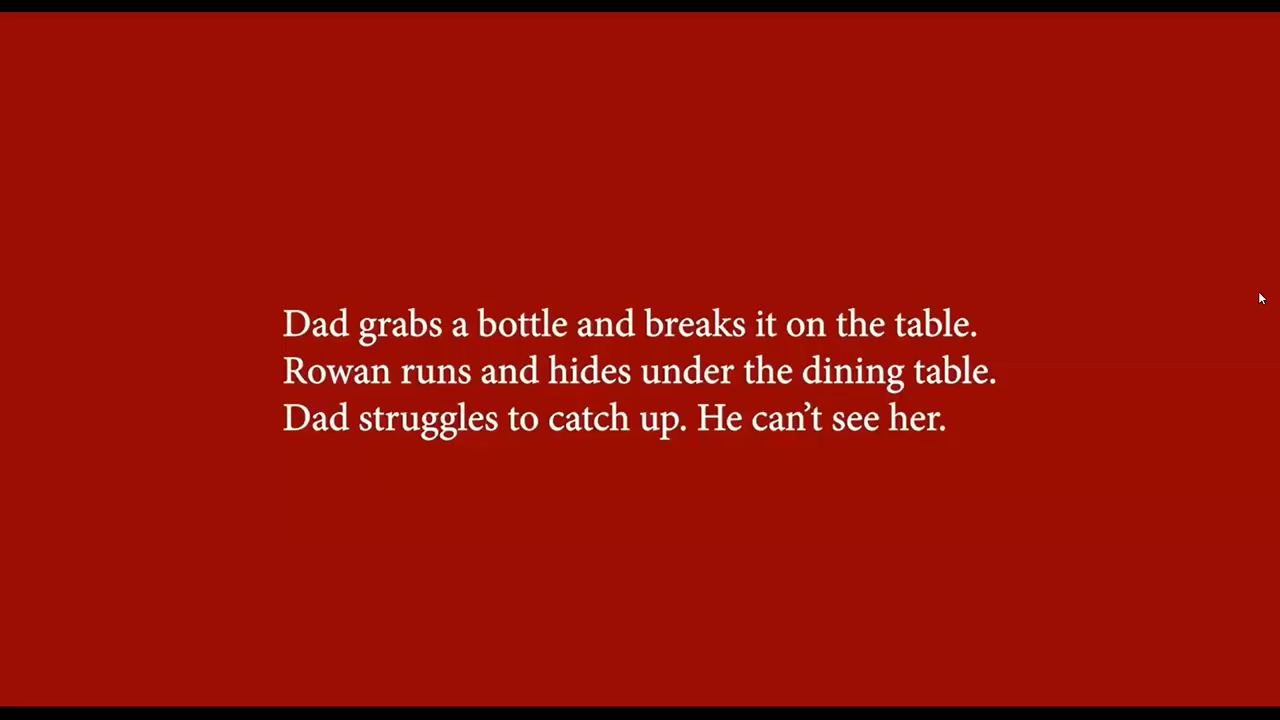 Dad grabs a bottle and breaks it on the table.
Rowan runs and hides under the dining table.
Dad struggles to catch up. He can’t see her.